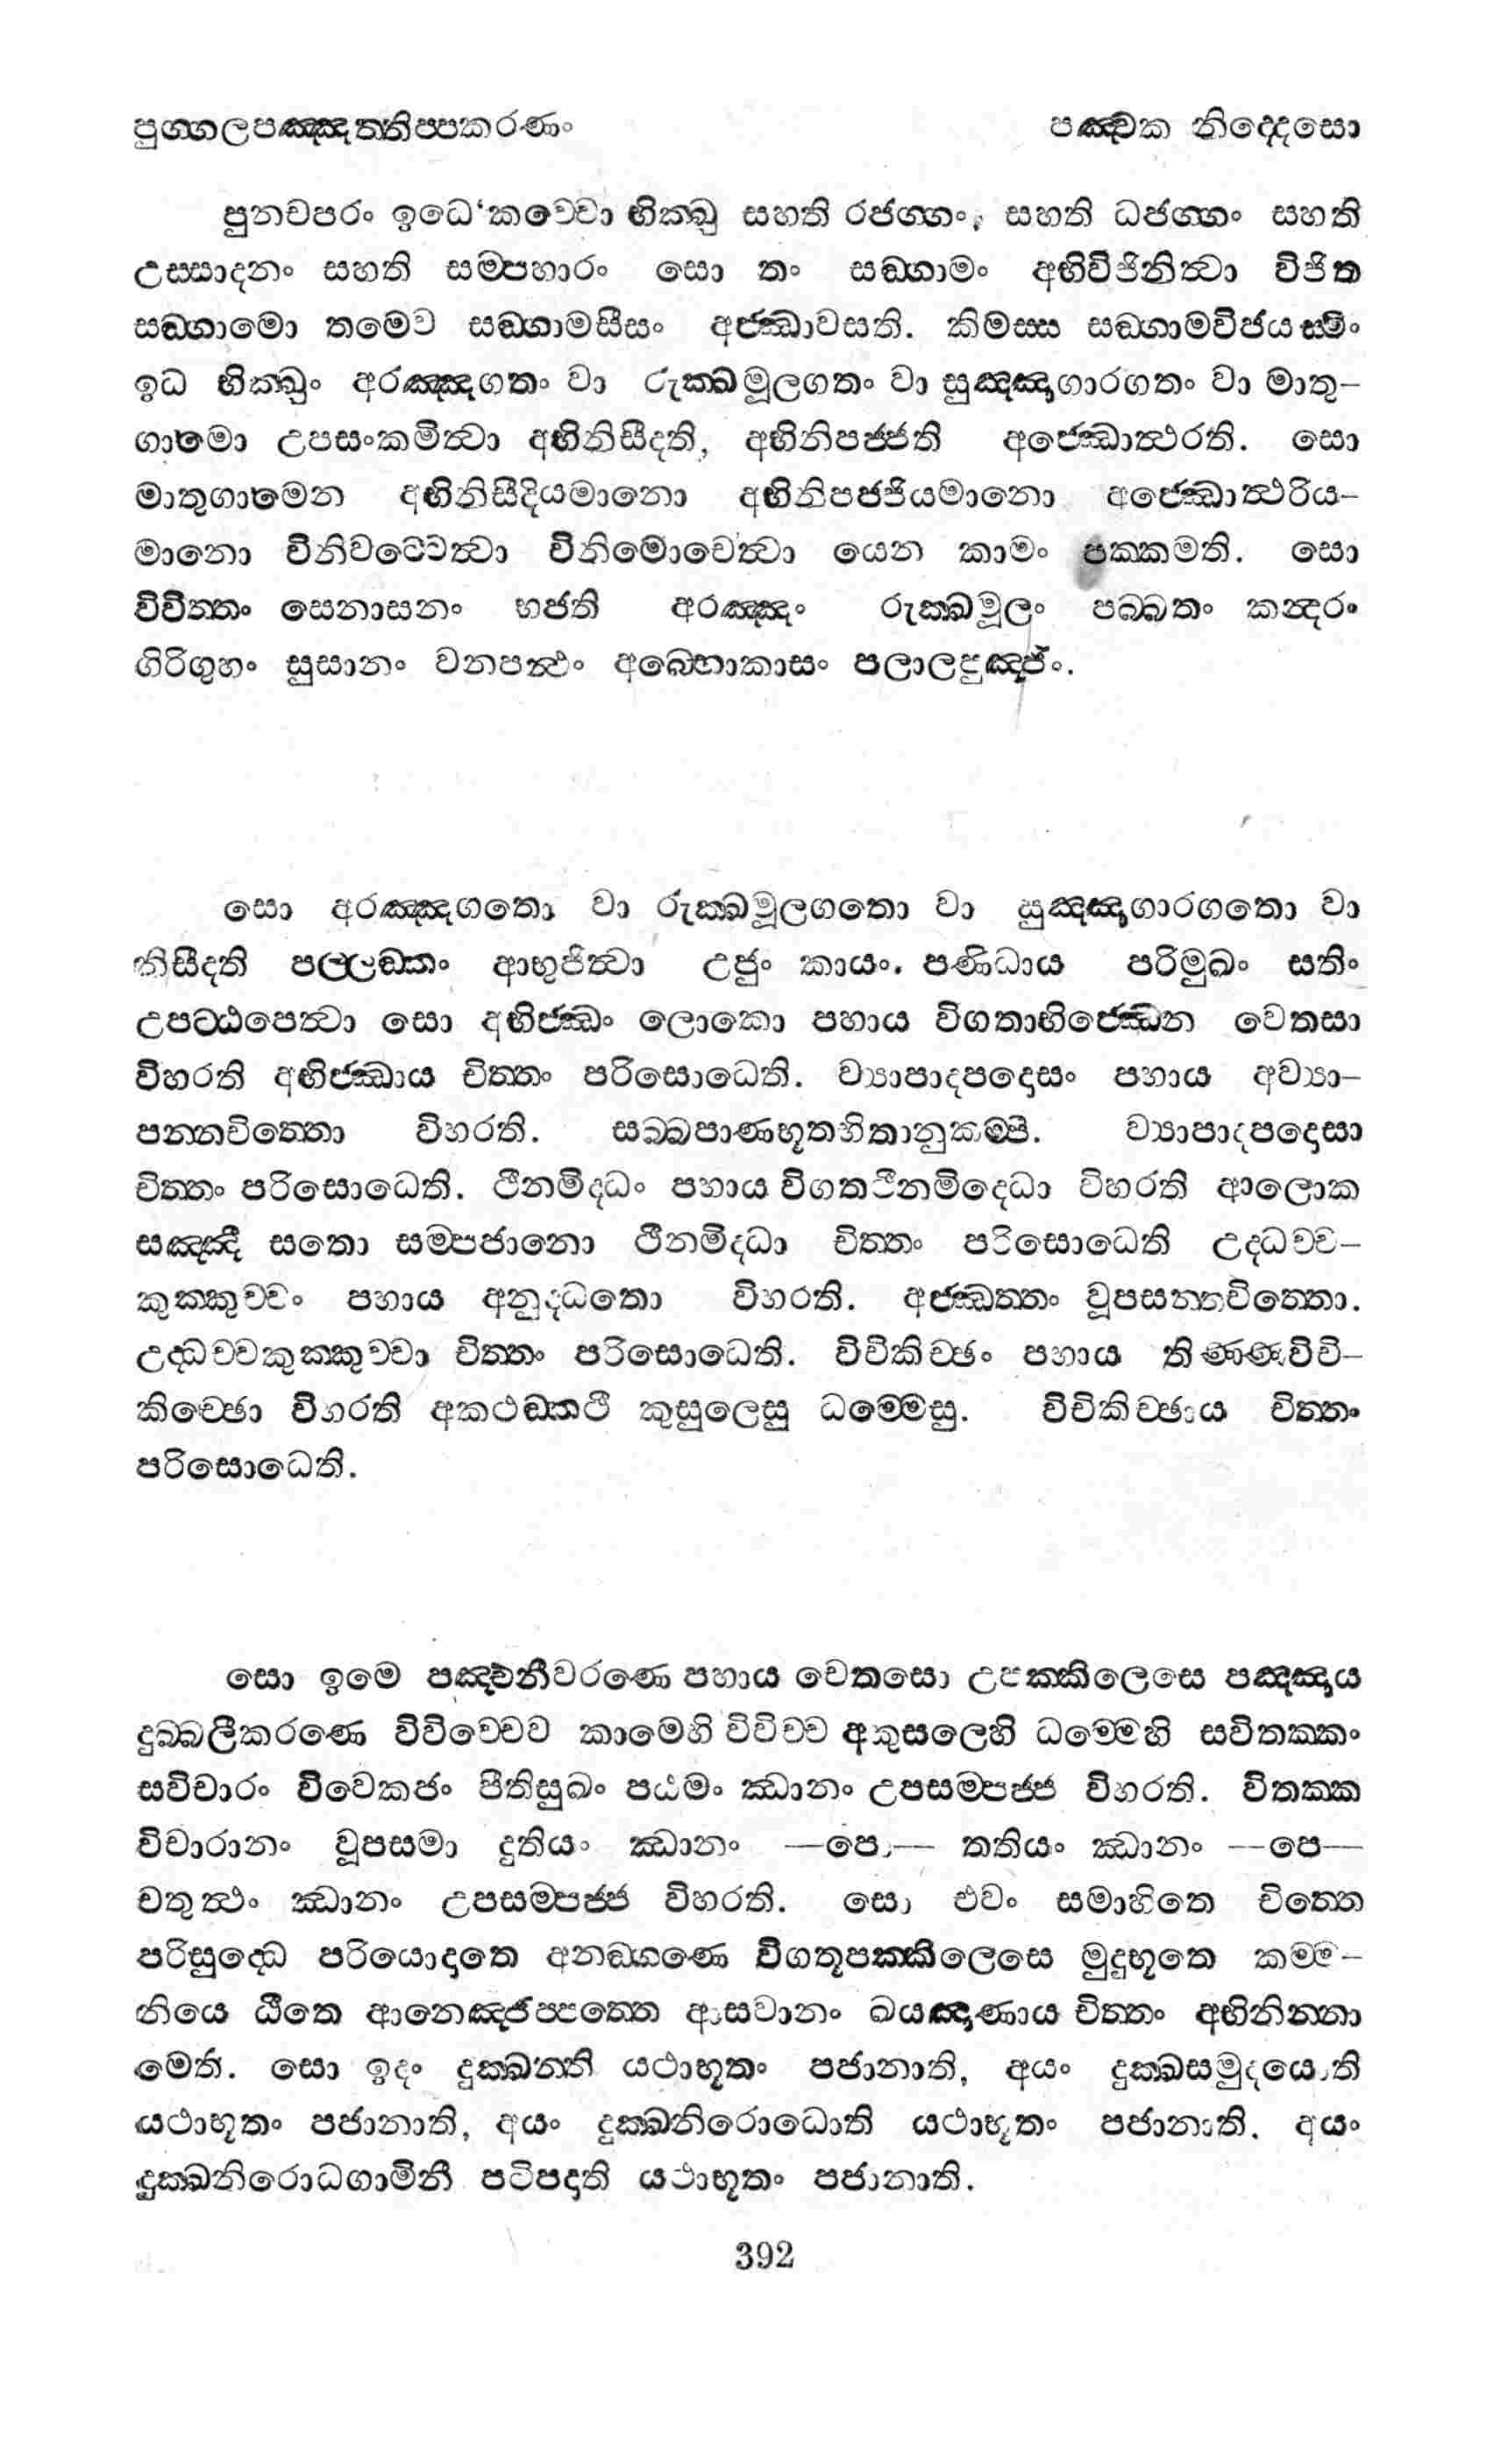 පුග්ගලපඤ්ඤත්තිප්පකරණං
පඤ්චක නිද්දෙසො
පුනචපරං ඉධෙ‘කච්චො භික්ඛු සහති රජග්ගං, සහති ධජග්ගං සහති
උස්සාදනං සහති සම්පහාරං සො තං සඞ්ගාමං අභිවිජිනිත්වා විජිත
සඞ්ගාමො තමෙව සඞ්ගාමසීසං අජ්ඣාවසති. කිමස්ස සඞ්ගාමවිජයස්මිං
ඉධ භික්ඛුං අරඤ්ඤගතං වා රුක්ඛමූලගතං වා සුඤ්ඤාගාරගතං වා මාතු-
ගාමො උපසංකමිත්වා අභිනිසීදති, අභිනිපජ්ජති අජ්ඣොත්ථරති. සො
මාතුගාමෙන අභිනිසීදියමානො අභිනිපජ්ජියමානො අජ්ඣොත්ථරිය-
මානො විනිවට්ටෙත්වා විනිමොචෙත්වා යෙන කාමං පක්කමති. සො
විවිත්තං සෙනාසනං භජති අරඤ්ඤං රුක්ඛමූලං පබ්බතං කන්දරං
ගිරිගුහං සුසානං වනපත්ථං අබ්භොකාසං පලාලපුඤ්ජං.
සො අරඤ්ඤගතො වා රුක්ඛමූලගතො වා සුඤ්ඤාගාරගතො වා
නිසීදති පල්ලඞ්කං ආභුජිත්වා උජුං කායං. පණිධාය පරිමුඛං සතිං
උපට්ඨපෙත්වා සො අභිජ්ඣං ලොකො පහාය විගතාභිජ්ඣෙන චෙතසා
විහරති අභිජ්ඣාය චිත්තං පරිසොධෙති. ව්‍යාපාදපදොසං පහාය අව්‍යා-
පන්නචිත්තො විහරති. සබ්බපාණභූතහිතානුකම්පී. ව්‍යාපාදපදොසා
චිත්තං පරිසොධෙති. ථීනමිද්ධං පහාය විගතථීනමිද්ධො විහරති ආලොක
සඤ්ඤී සතො සම්පජානො ථීනමිද්ධා චිත්තං පරිසොධෙති උද්ධච්ච-
කුක්කුච්චං පහාය අනුද්ධතො විහරති. අජ්ඣත්තං වූපසන්තචිත්තො.
උද්ධච්චකුක්කුච්චා චිත්තං පරිසොධෙති. විචිකිච්ඡං පහාය තිණ්ණවිචි-
කිච්ඡො විහරති අකථඞ්කථී කුසුලෙසු ධම්මෙසු. විචිකිච්ඡාය චිත්තං
පරිසොධෙති.
සො ඉමෙ පඤ්චනීවරණෙ පහාය චෙතසො උපක්කිලෙසෙ පඤ්ඤාය
දුබ්බලීකරණෙ විවිච්චෙව කාමෙහි විවිච්ච අකුසලෙහි ධම්මෙහි සවිතක්කං
සවිචාරං විවෙකජං පීතිසුඛං පඨමං ඣානං උපසම්පජ්ජ විහරති. විතක්ක
විචාරානං වූපසමා දුතියං ඣානං —පෙ— තතියං ඣානං —පෙ—
චතුත්ථං ඣානං උපසම්පජ්ජ විහරති. සො එවං සමාහිතෙ චිත්තෙ
පරිසුද්ධෙ පරියොදාතෙ අනඞ්ගණෙ විගතූපක්කිලෙසෙ මුදුභූතෙ කම්ම-
නියෙ ඨිතෙ ආනෙඤ්ජප්පත්තෙ ආසවානං ඛයඤාණාය චිත්තං අභිනින්නා
මෙති. සො ඉදං දුක්ඛන්ති යථාභූතං පජානාති, අයං දුක්ඛසමුදයොති
යථාභූතං පජානාති, අයං දුක්ඛනිරොධොති යථාභූතං පජානාති. අයං
දුක්ඛනිරොධගාමිනී පටිපදාති යථාභූතං පජානාති.
392